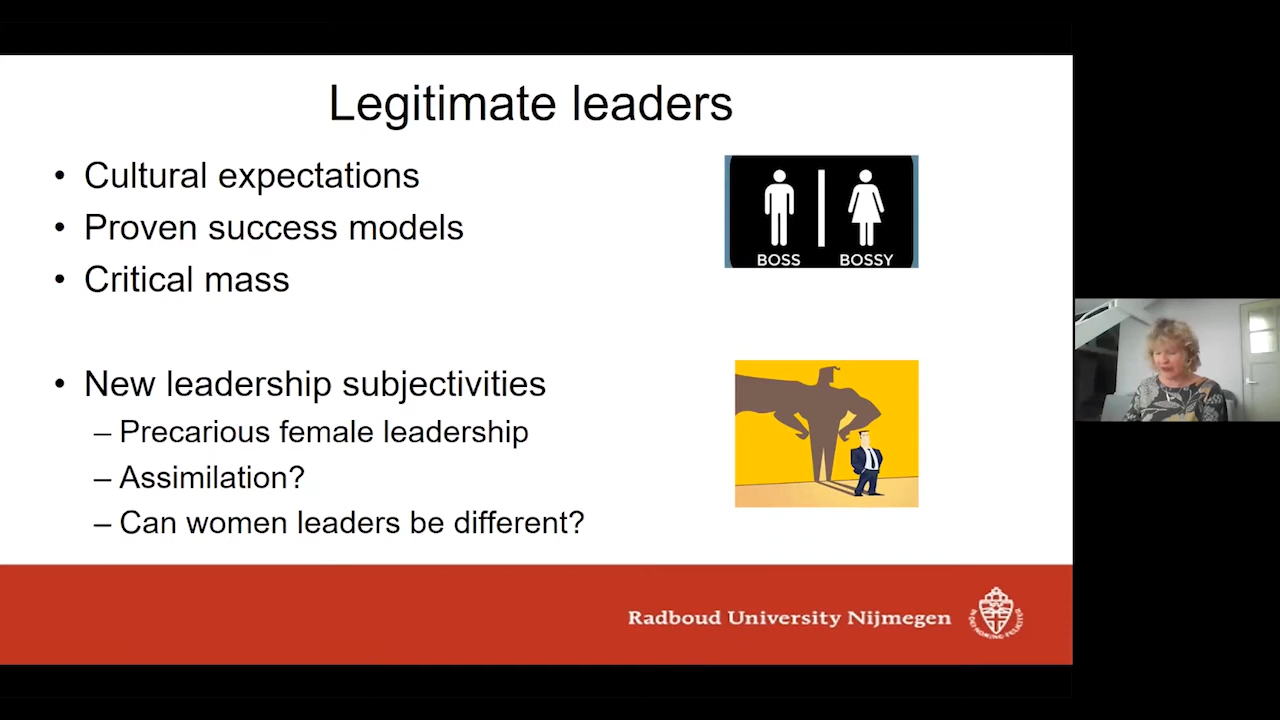 Legitimate leaders
• Cultural expectations
• Proven success models
• Critical mass
BOSS
BOSSY
• New leadership subjectivities
– Precarious female leadership
– Assimilation?
– Can women leaders be different?
Radboud University Nijmegen